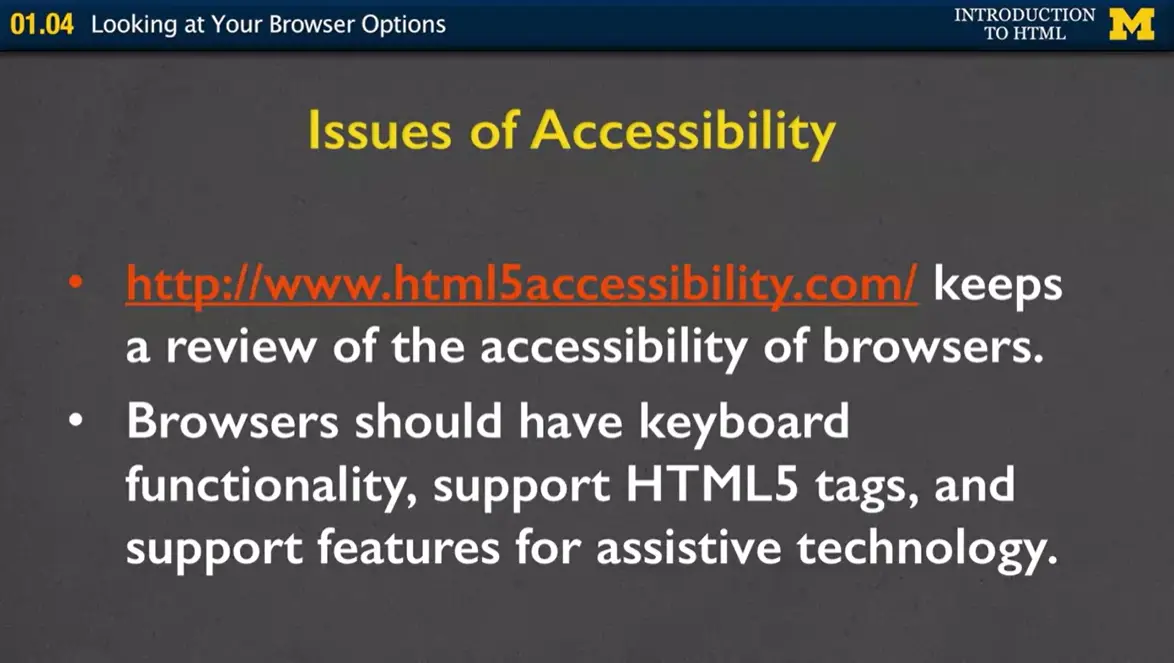 01.04 Looking at Your Browser Options
INTRODUCTION
TO HTML
M
Issues of Accessibility
• http://www.html5accessibility.com/ keeps
a review of the accessibility of browsers.
• Browsers should have keyboard
functionality, support HTML5 tags, and
support features for assistive technology.